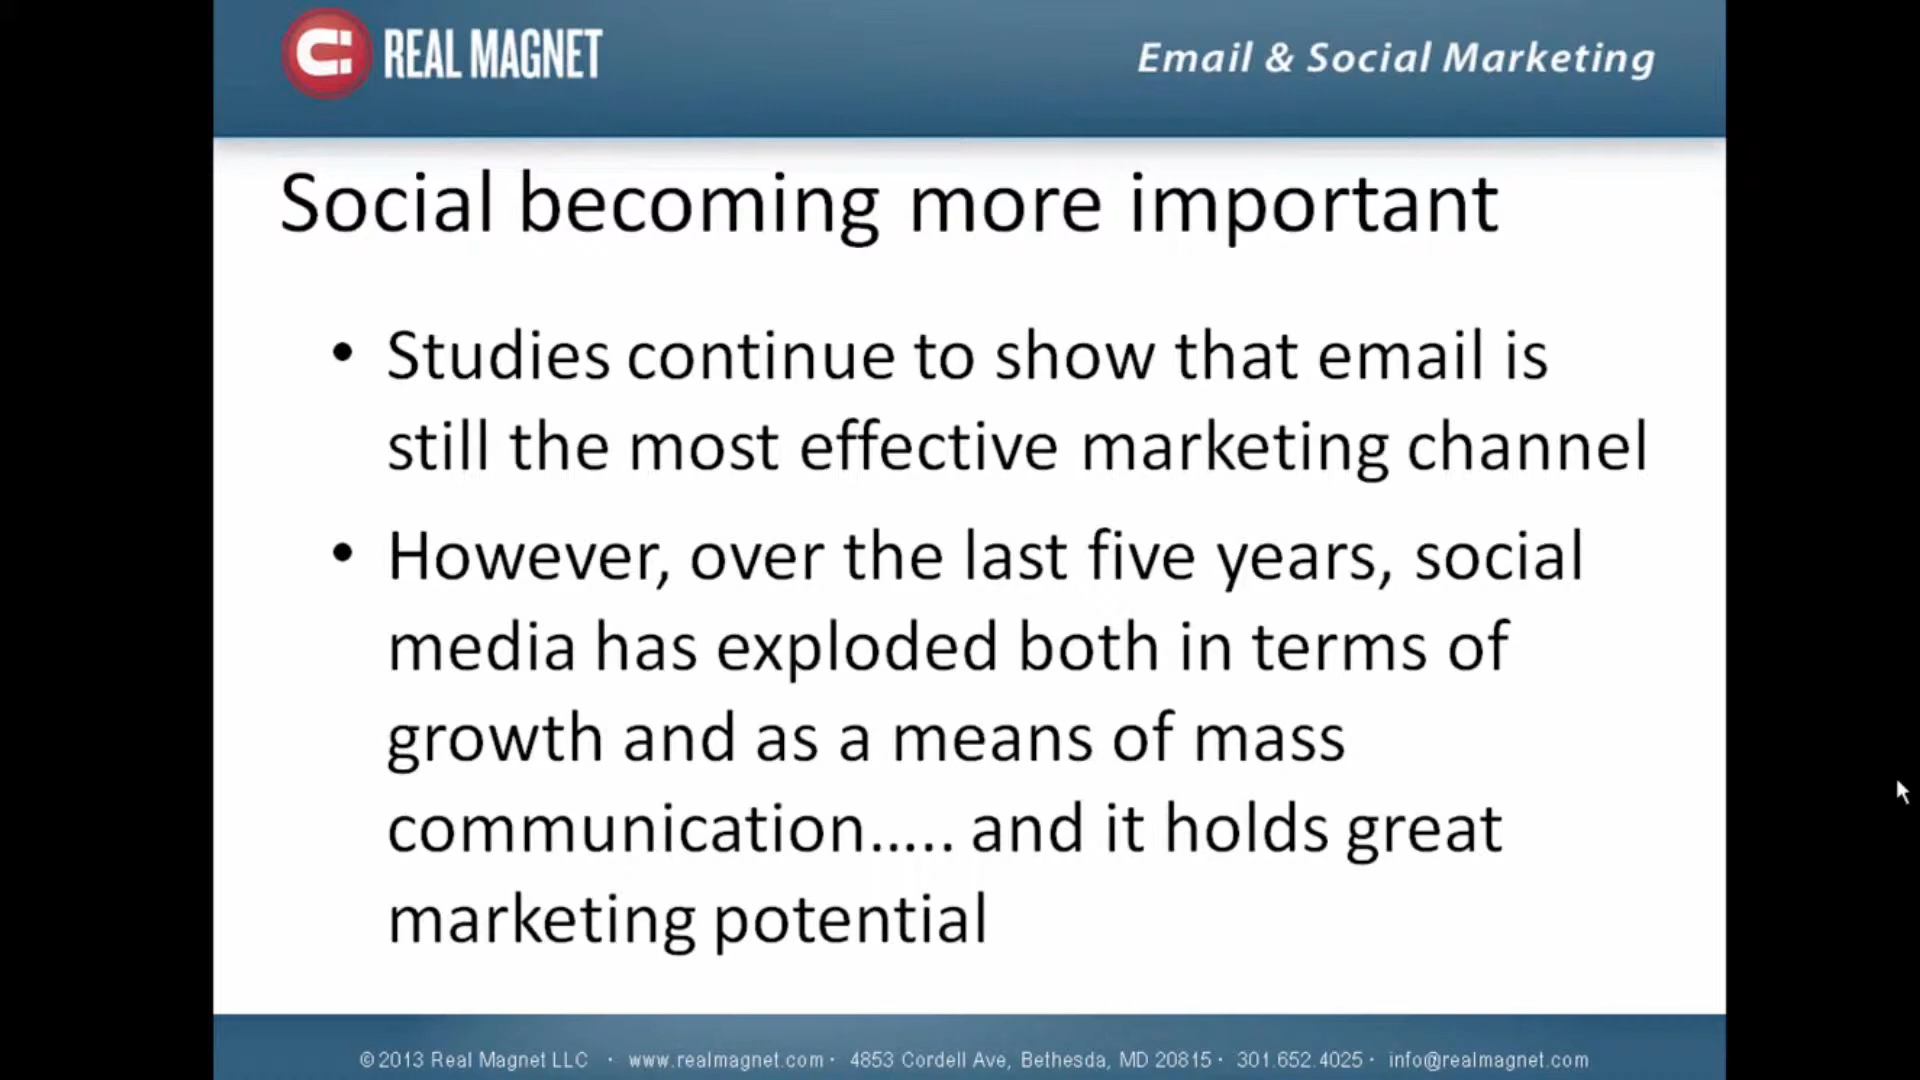 REAL MAGNET
Email & Social Marketing
Social becoming more important
• Studies continue to show that email is
still the most effective marketing channel
• However, over the last five years, social
media has exploded both in terms of
growth and as a means of mass
communication..... and it holds great
marketing potential
©2013 Real Magnet LLC · www.realmagnet.com · 4853 Cordell Ave, Bethesda, MD 20815 · 301.652.4025 · info@realmagnet.com